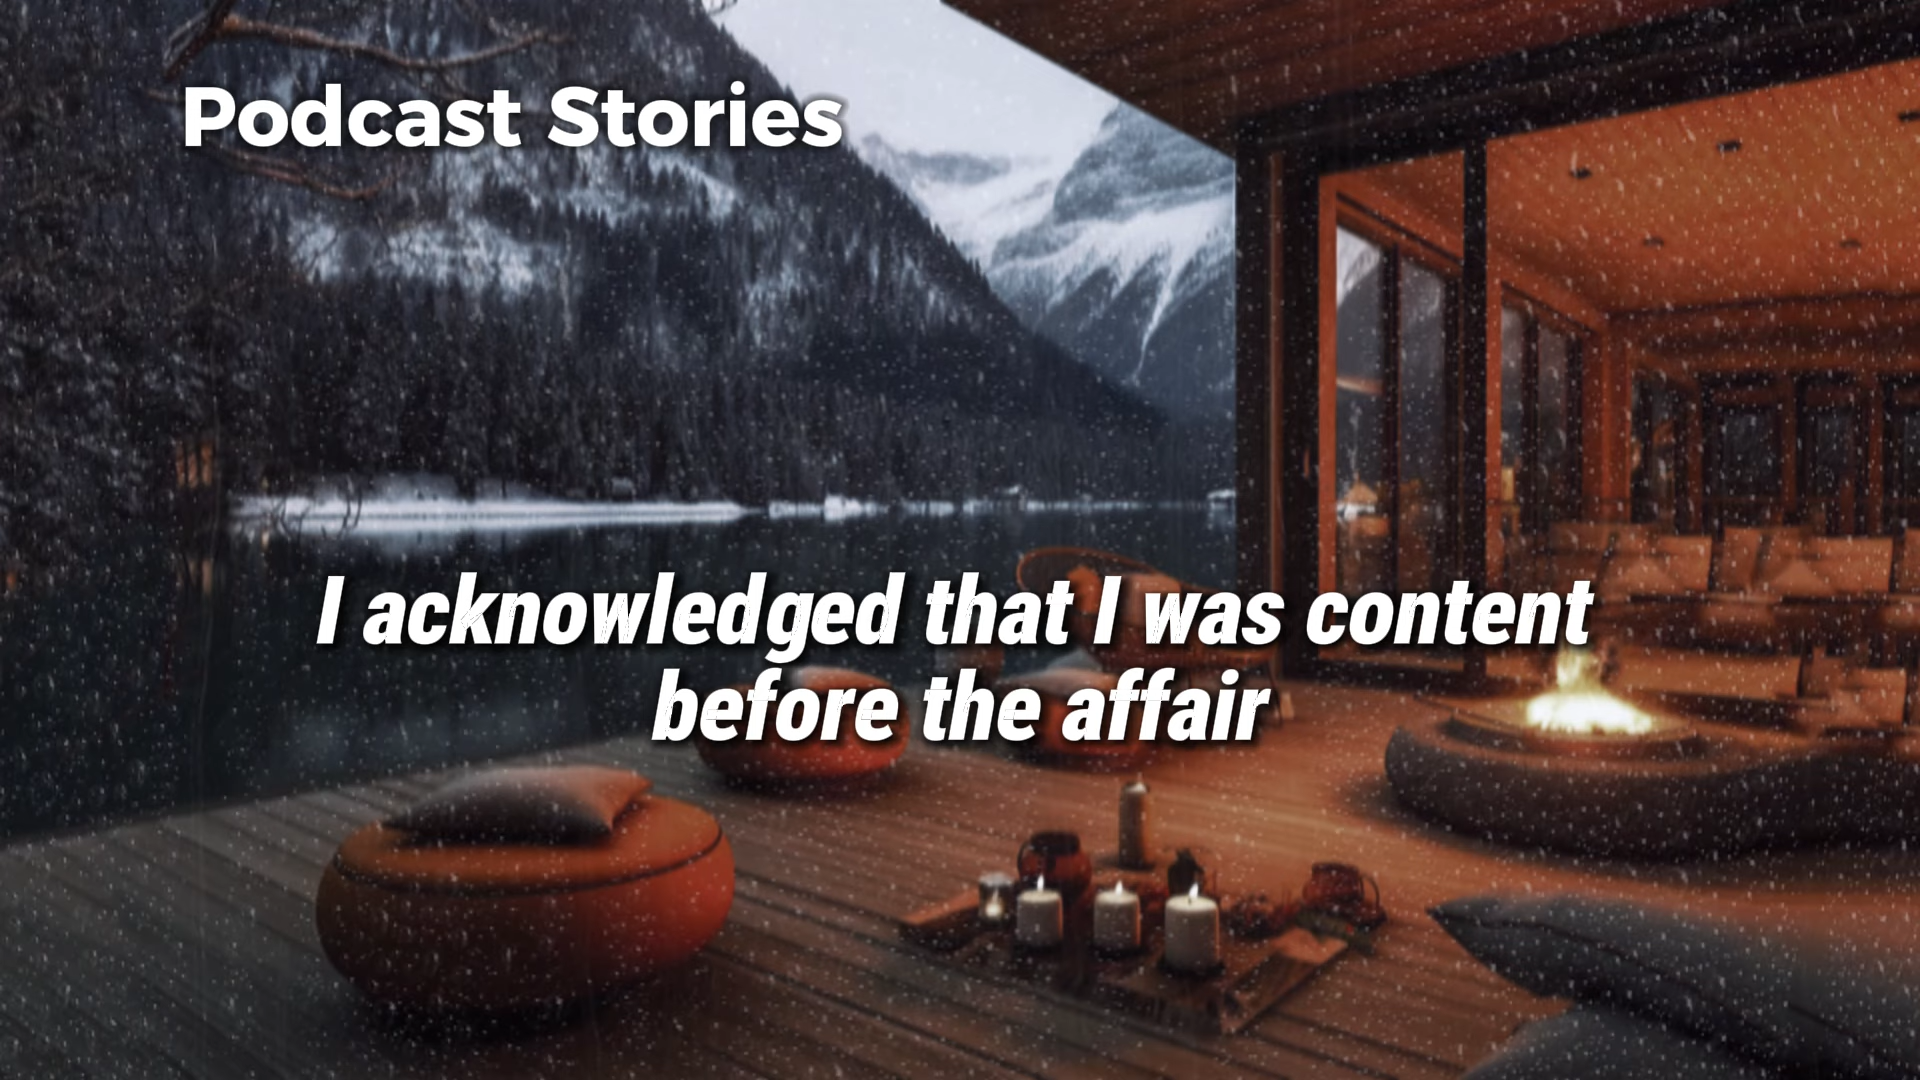 Podcast Stories
I acknowledged that I was content
before the affair